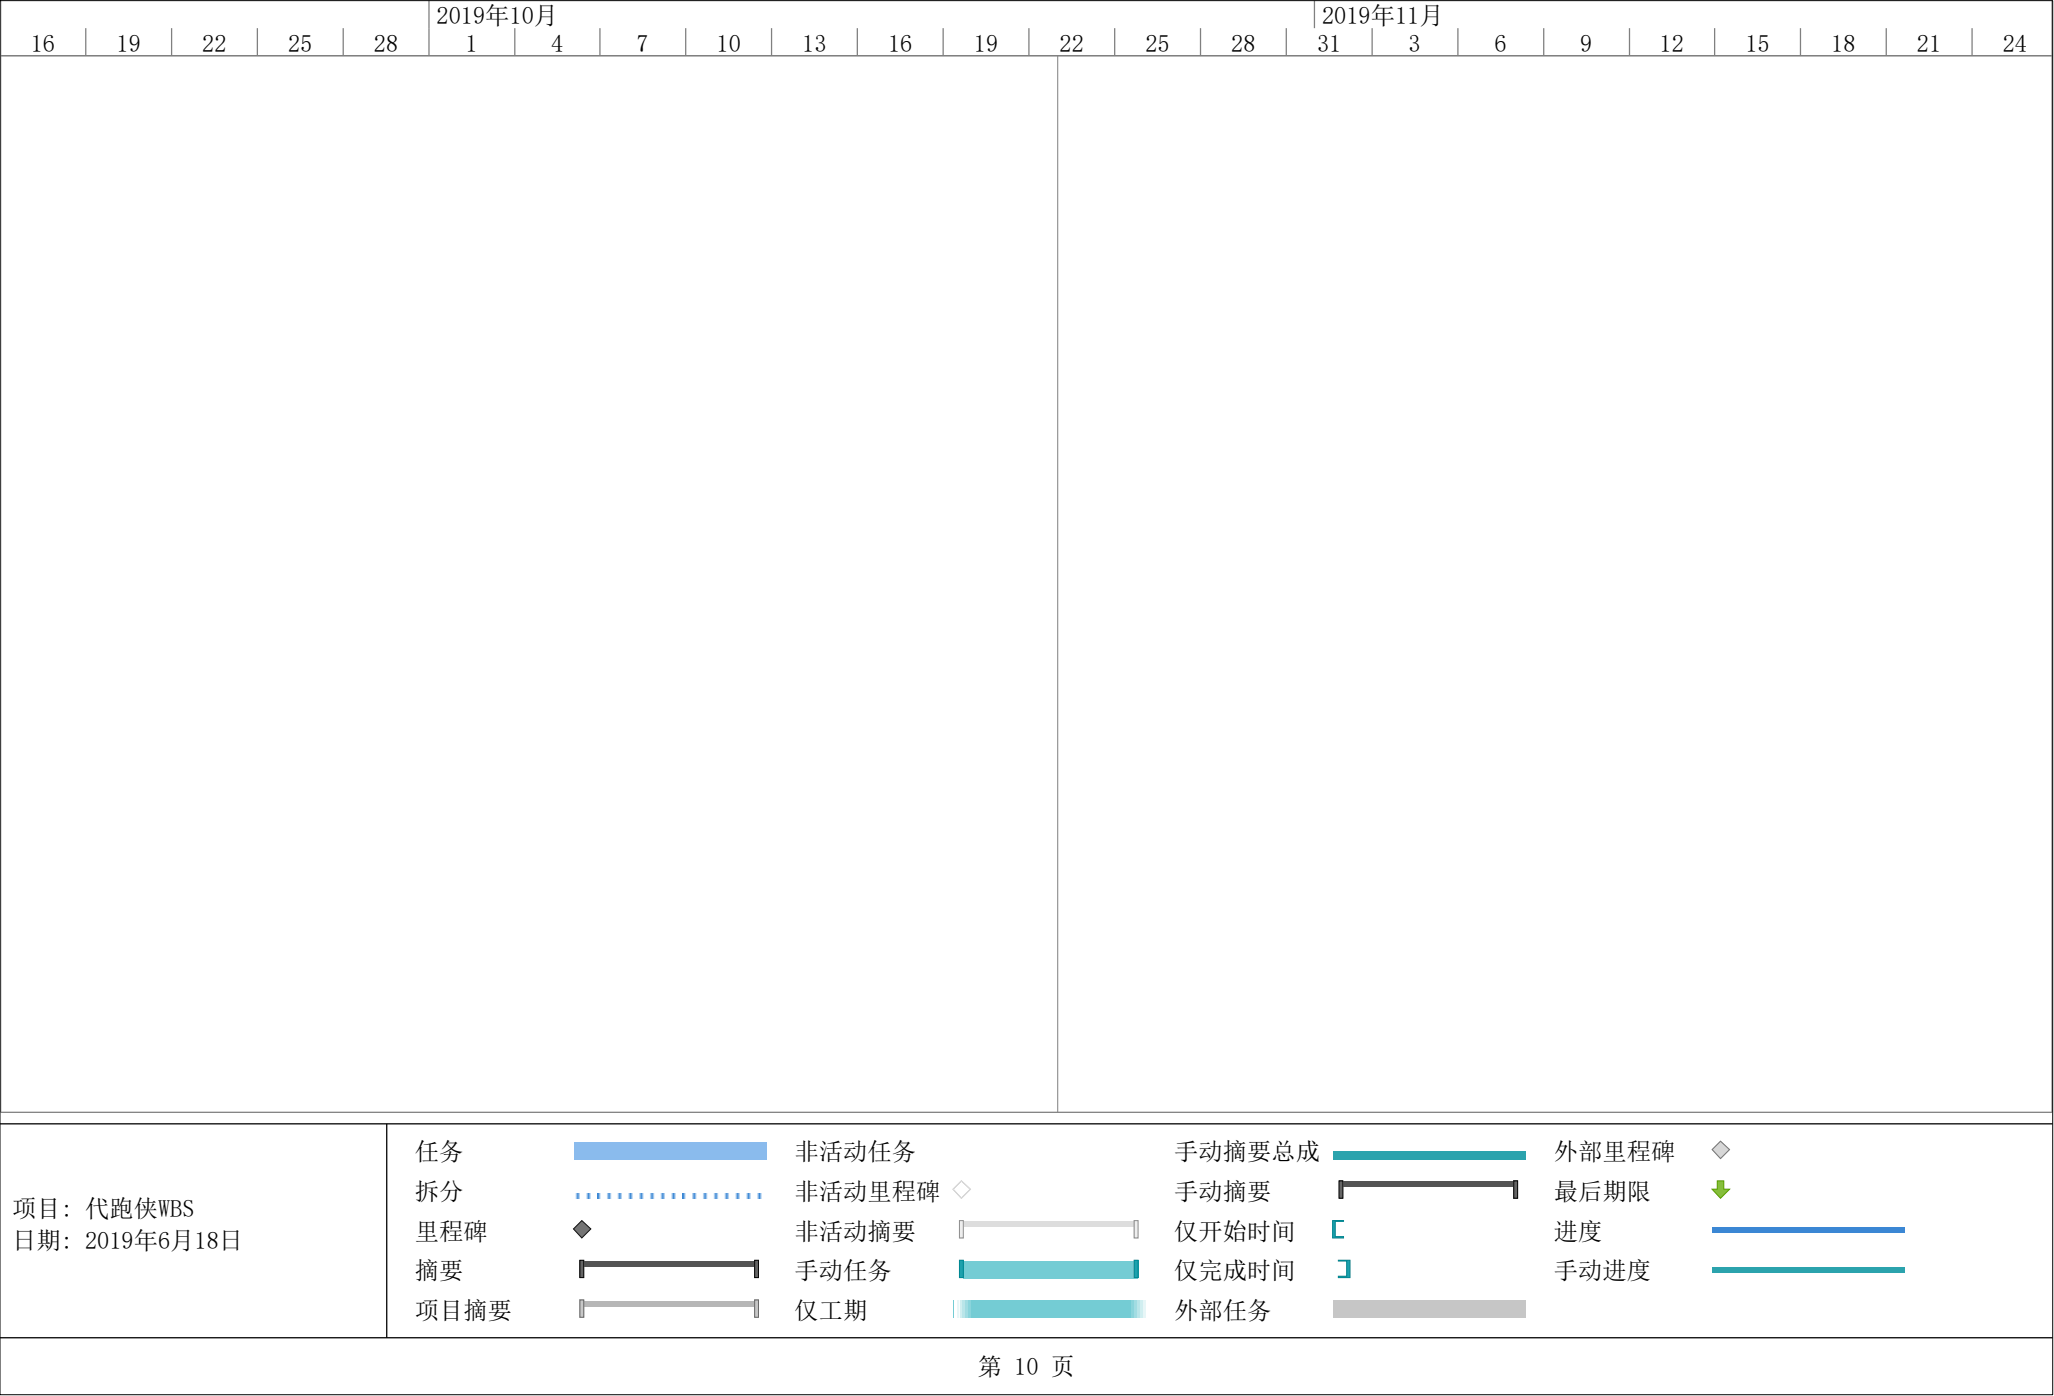 2019年10月 2019年11月
16 19 22 25 28 1 4 7 10 13 16 19 22 25 28 31 3 6 9 12 15 18 21 24
项目: 代跑侠WBS
日期: 2019年6月18日
任务 非活动任务 手动摘要总成 外部里程碑
拆分 非活动里程碑 手动摘要 最后期限
里程碑 非活动摘要 仅开始时间 进度
摘要 手动任务 仅完成时间 手动进度
项目摘要 仅工期 外部任务
第 10 页